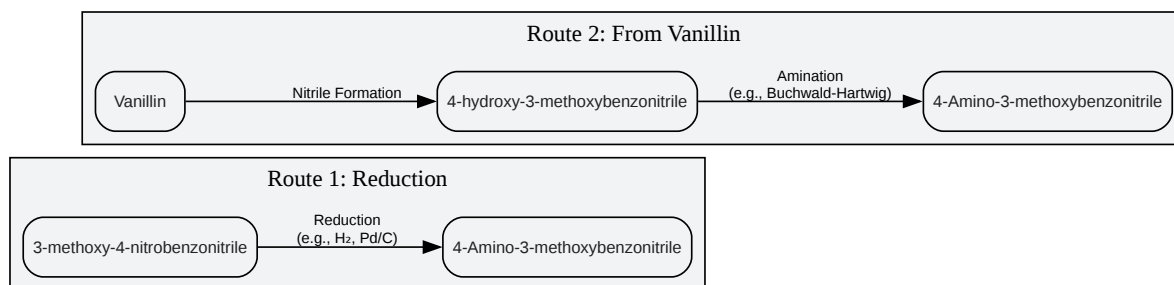 Route 2: From Vanillin
Vanillin
Nitrile Formation
4-hydroxy-3-methoxybenzonitrile
Amination
(e.g., Buchwald-Hartwig)
4-Amino-3-methoxybenzonitrile
Route 1: Reduction
3-methoxy-4-nitrobenzonitrile
Reduction
(e.g., H₂, Pd/C)
4-Amino-3-methoxybenzonitrile